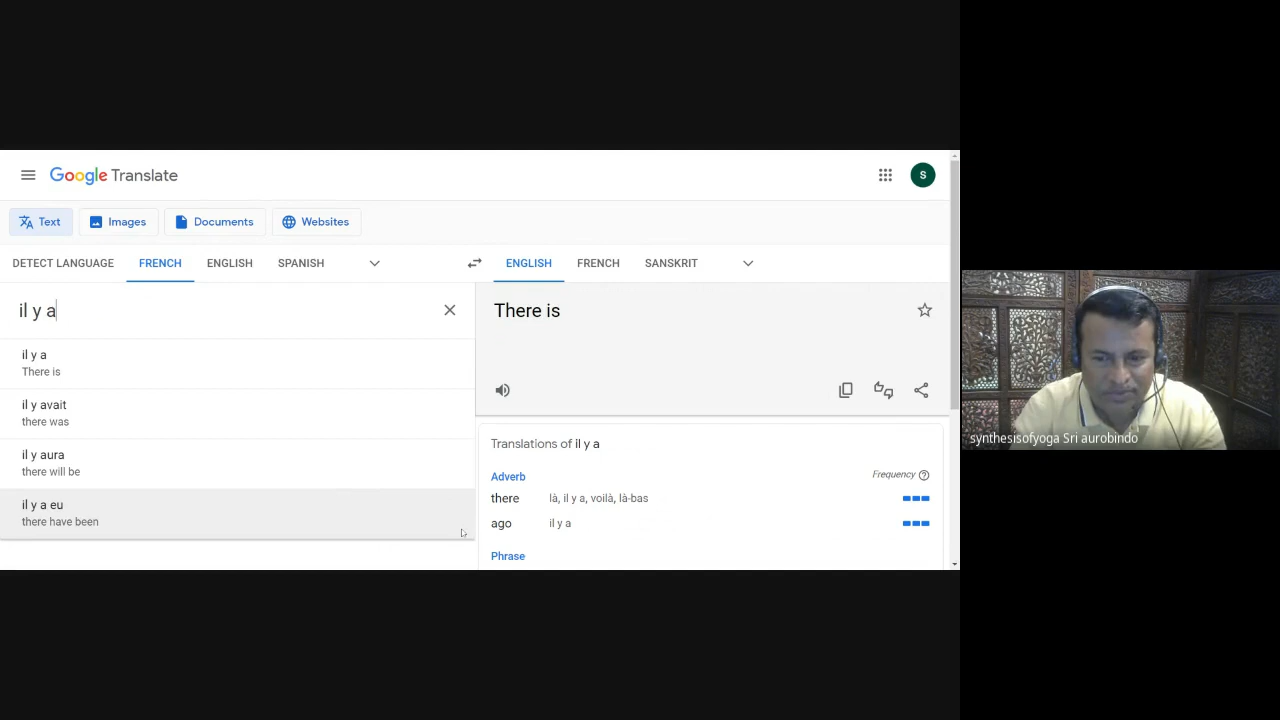 Google Translate
S
Text
Images
Documents
Websites
DETECT LANGUAGE
FRENCH
ENGLISH
SPANISH
ENGLISH
FRENCH
SANSKRIT
il y a
There is
il y a
There is
il y avait
there was
il y aura
there will be
il y a eu
there have been
Translations of il y a
Adverb
Frequency
there là, il y a, voilà, là-bas
ago il y a
Phrase
synthesisofyoga Sri aurobindo